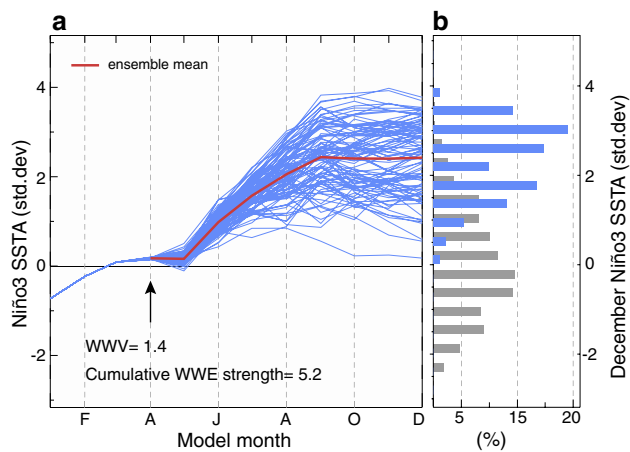 a
b
ensemble mean
4
2
0
-2
Niño3 SSTA (std.dev)
WWV= 1.4
Cumulative WWE strength= 5.2
F A J A O D
Model month
4
2
0
-2
December Niño3 SSTA (std.dev)
5 15 20
(%)